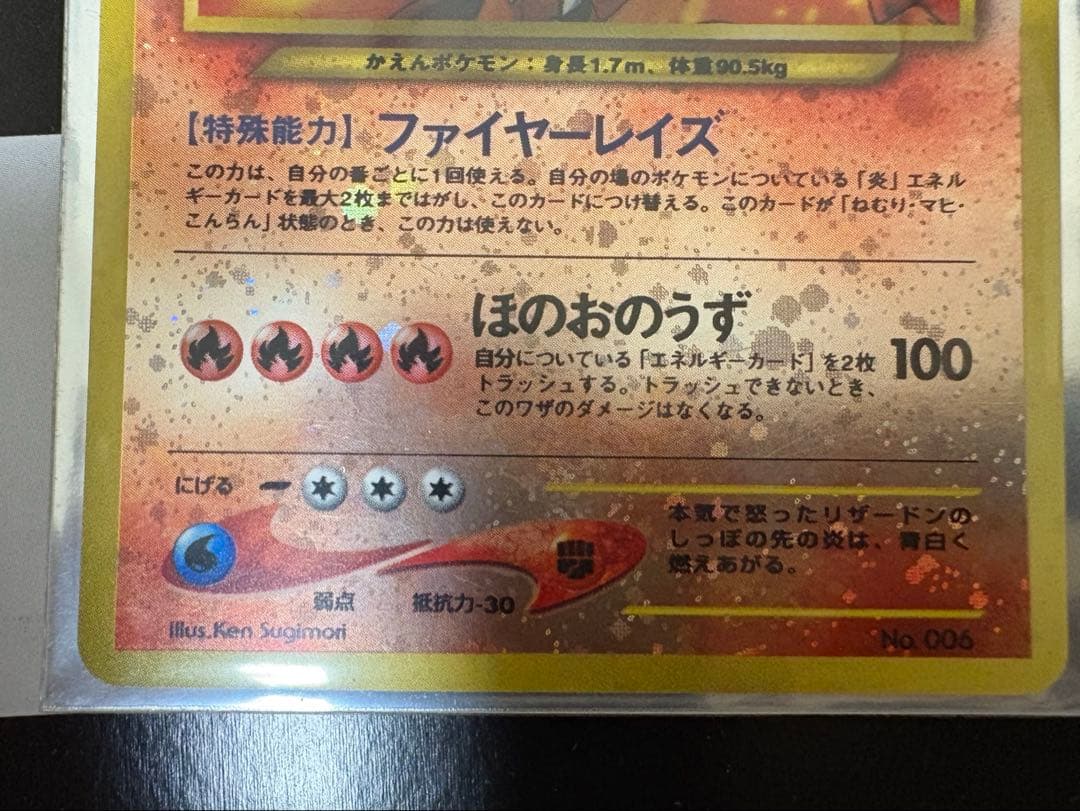 かえんポケモン：身長1.7m、体重90.5kg
【特殊能力】ファイヤーレイズ
この力は、自分の番ごとに1回使える。自分の場のポケモンについている「炎」エネル
ギーカードを最大2枚まではがし、このカードにつけ替える。このカードが「ねむり・マヒ・
こんらん」状態のとき、この力は使えない。
ほのおのうず
自分についている「エネルギーカード」を2枚
トラッシュする。トラッシュできないとき、
このワザのダメージはなくなる。
100
にげる
本気で怒ったリザードンの
しっぽの先の炎は、青白く
燃えあがる。
弱点 抵抗力-30
Illus.Ken Sugimori
No.006